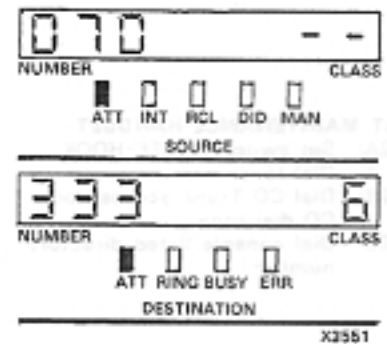 070 --
NUMBER CLASS
ATT INT RCL DID MAN
SOURCE
333 6
NUMBER CLASS
ATT RING BUSY ERR
DESTINATION
X3551